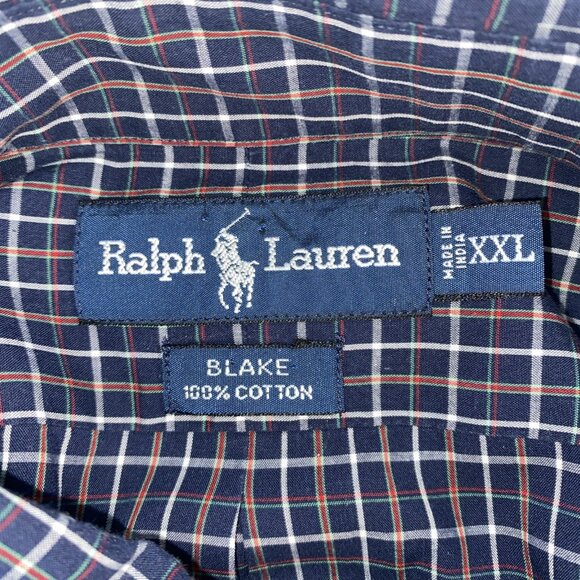 Ralph Lauren
MADE IN
INDIA
XXL
BLAKE
100% COTTON